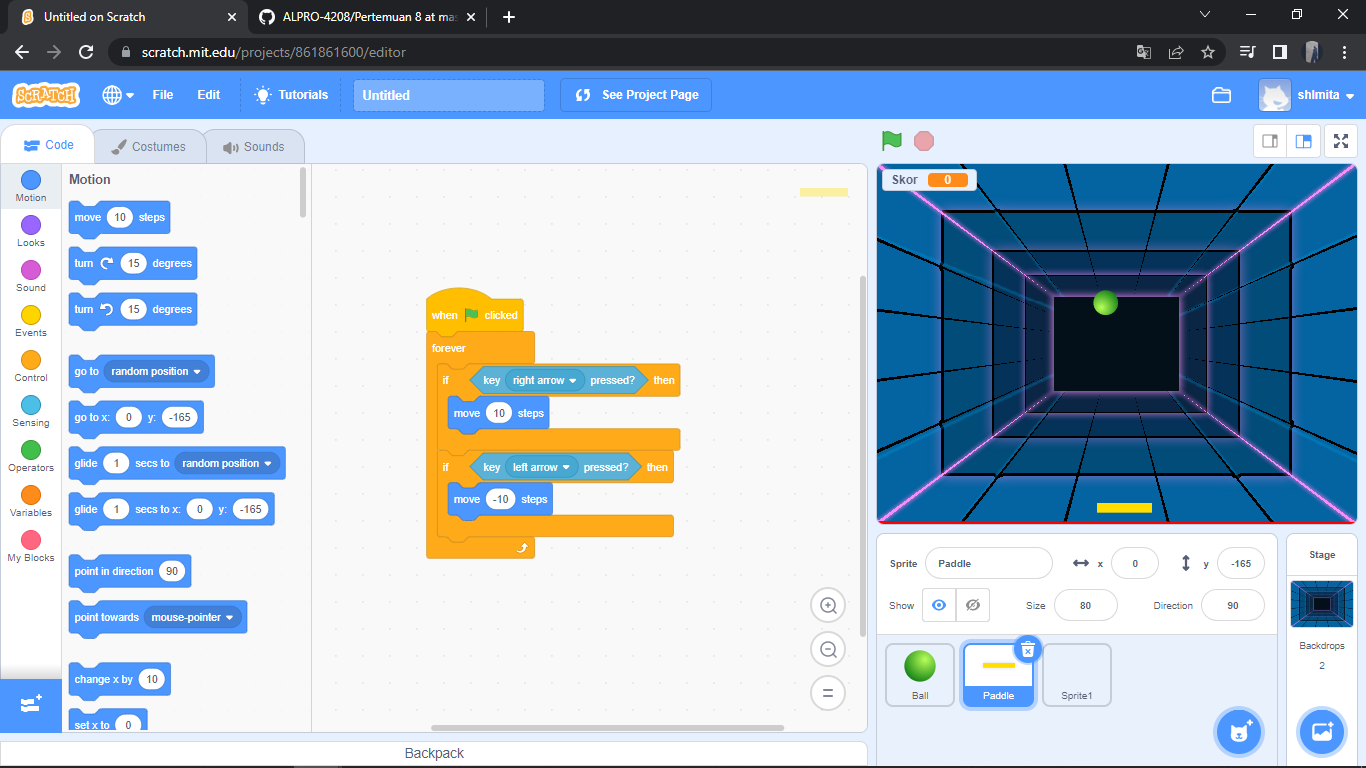 Untitled on Scratch
ALPRO-4208/Pertemuan 8 at mas
scratch.mit.edu/projects/861861600/editor
SCRATCH
File
Edit
Tutorials
Untitled
See Project Page
shlmita
Code
Costumes
Sounds
Motion
Looks
Sound
Events
Control
Sensing
Operators
Variables
My Blocks
Motion
move 10 steps
turn 15 degrees
turn 15 degrees
go to random position
go to x: 0 y: -165
glide 1 secs to random position
glide 1 secs to x: 0 y: -165
point in direction 90
point towards mouse-pointer
change x by 10
set x to 0
when clicked
forever
if key right arrow pressed? then
move 10 steps
if key left arrow pressed? then
move -10 steps
Backpack
Skor 0
Sprite Paddle x 0 y -165
Show Size 80 Direction 90
Ball
Paddle
Sprite1
Stage
Backdrops
2